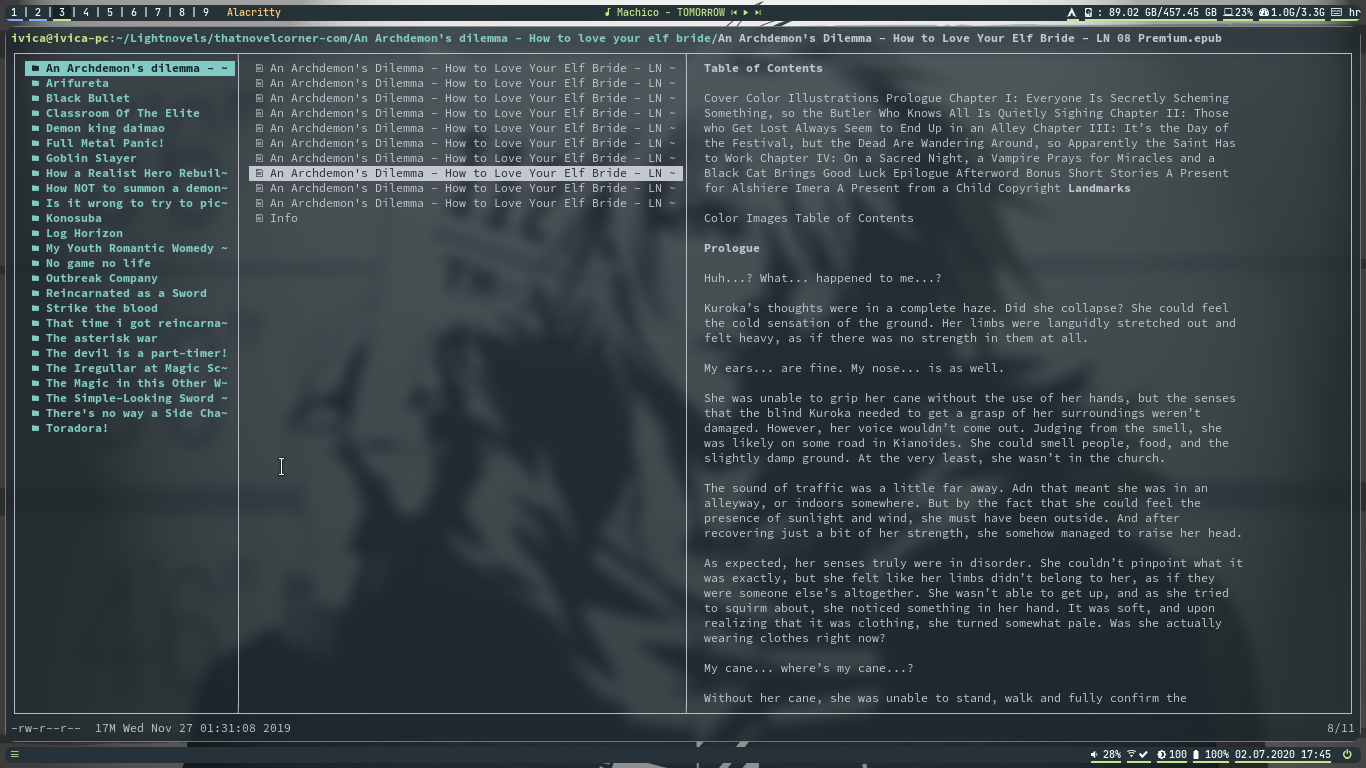 1 | 2 | 3 | 4 | 5 | 6 | 7 | 8 | 9 Alacritty
Machico - TOMORROW
: 89.02 GB/457.45 GB 23% 1.0G/3.3G hr
ivica@ivica-pc:~/Lightnovels/thatnovelcorner-com/An Archdemon's dilemma - How to love your elf bride/An Archdemon's Dilemma - How to Love Your Elf Bride - LN 08 Premium.epub
An Archdemon's dilemma - ~
Arifureta
Black Bullet
Classroom Of The Elite
Demon king daimao
Full Metal Panic!
Goblin Slayer
How a Realist Hero Rebuil~
How NOT to summon a demon~
Is it wrong to try to pic~
Konosuba
Log Horizon
My Youth Romantic Womedy ~
No game no life
Outbreak Company
Reincarnated as a Sword
Strike the blood
That time i got reincarna~
The asterisk war
The devil is a part-timer!
The Iregullar at Magic Sc~
The Magic in this Other W~
The Simple-Looking Sword ~
There's no way a Side Cha~
Toradora!
An Archdemon's Dilemma - How to Love Your Elf Bride - LN ~
An Archdemon's Dilemma - How to Love Your Elf Bride - LN ~
An Archdemon's Dilemma - How to Love Your Elf Bride - LN ~
An Archdemon's Dilemma - How to Love Your Elf Bride - LN ~
An Archdemon's Dilemma - How to Love Your Elf Bride - LN ~
An Archdemon's Dilemma - How to Love Your Elf Bride - LN ~
An Archdemon's Dilemma - How to Love Your Elf Bride - LN ~
An Archdemon's Dilemma - How to Love Your Elf Bride - LN ~
An Archdemon's Dilemma - How to Love Your Elf Bride - LN ~
An Archdemon's Dilemma - How to Love Your Elf Bride - LN ~
Info
Table of Contents
Cover Color Illustrations Prologue Chapter I: Everyone Is Secretly Scheming
Something, so the Butler Who Knows All Is Quietly Sighing Chapter II: Those
who Get Lost Always Seem to End Up in an Alley Chapter III: It’s the Day of
the Festival, but the Dead Are Wandering Around, so Apparently the Saint Has
to Work Chapter IV: On a Sacred Night, a Vampire Prays for Miracles and a
Black Cat Brings Good Luck Epilogue Afterword Bonus Short Stories A Present
for Alshiere Imera A Present from a Child Copyright Landmarks
Color Images Table of Contents
Prologue
Huh...? What... happened to me...?
Kuroka’s thoughts were in a complete haze. Did she collapse? She could feel
the cold sensation of the ground. Her limbs were languidly stretched out and
felt heavy, as if there was no strength in them at all.
My ears... are fine. My nose... is as well.
She was unable to grip her cane without the use of her hands, but the senses
that the blind Kuroka needed to get a grasp of her surroundings weren’t
damaged. However, her voice wouldn’t come out. Judging from the smell, she
was likely on some road in Kianoides. She could smell people, food, and the
slightly damp ground. At the very least, she wasn’t in the church.
The sound of traffic was a little far away. Adn that meant she was in an
alleyway, or indoors somewhere. But by the fact that she could feel the
presence of sunlight and wind, she must have been outside. And after
recovering just a bit of her strength, she somehow managed to raise her head.
As expected, her senses truly were in disorder. She couldn’t pinpoint what it
was exactly, but she felt like her limbs didn’t belong to her, as if they
were someone else’s altogether. She wasn’t able to get up, and as she tried
to squirm about, she noticed something in her hand. It was soft, and upon
realizing that it was clothing, she turned somewhat pale. Was she actually
wearing clothes right now?
My cane... where’s my cane...?
Without her cane, she was unable to stand, walk and fully confirm the
-rw-r--r-- 17M Wed Nov 27 01:31:08 2019
8/11
28% 100 100% 02.07.2020 17:45